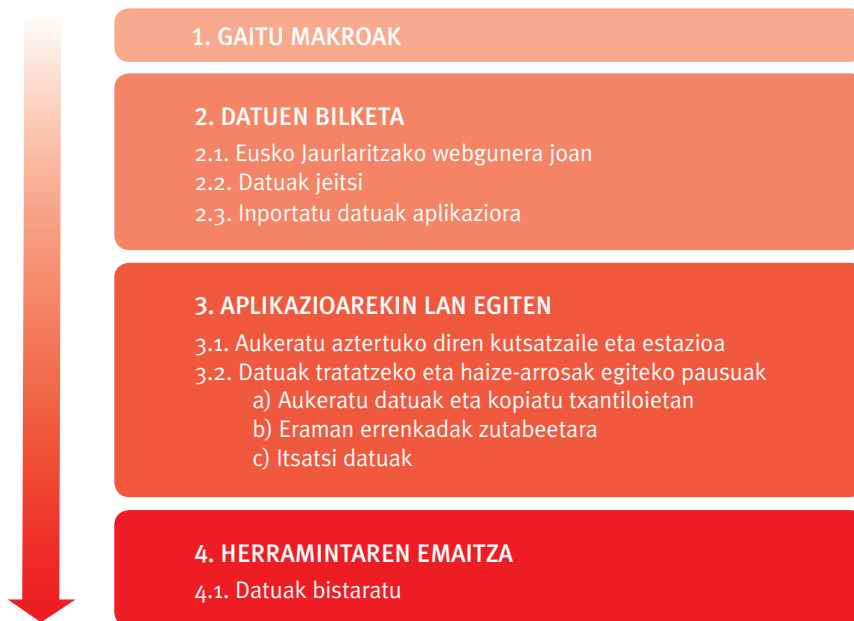 1. GAITU MAKROAK
2. DATUEN BILKETA
2.1. Eusko Jaurlaritzako webgunera joan
2.2. Datuak jeitsi
2.3. Inportatu datuak aplikaziora
3. APLIKAZIOAREKIN LAN EGITEN
3.1. Aukeratu aztertuko diren kutsatzaile eta estazioa
3.2. Datuak tratatzeko eta haize-arrosak egiteko pausuak
a) Aukeratu datuak eta kopiatu txantiloietan
b) Eraman errenkadak zutabeetara
c) Itsatsi datuak
4. HERRAMINTAREN EMAITZA
4.1. Datuak bistaratu